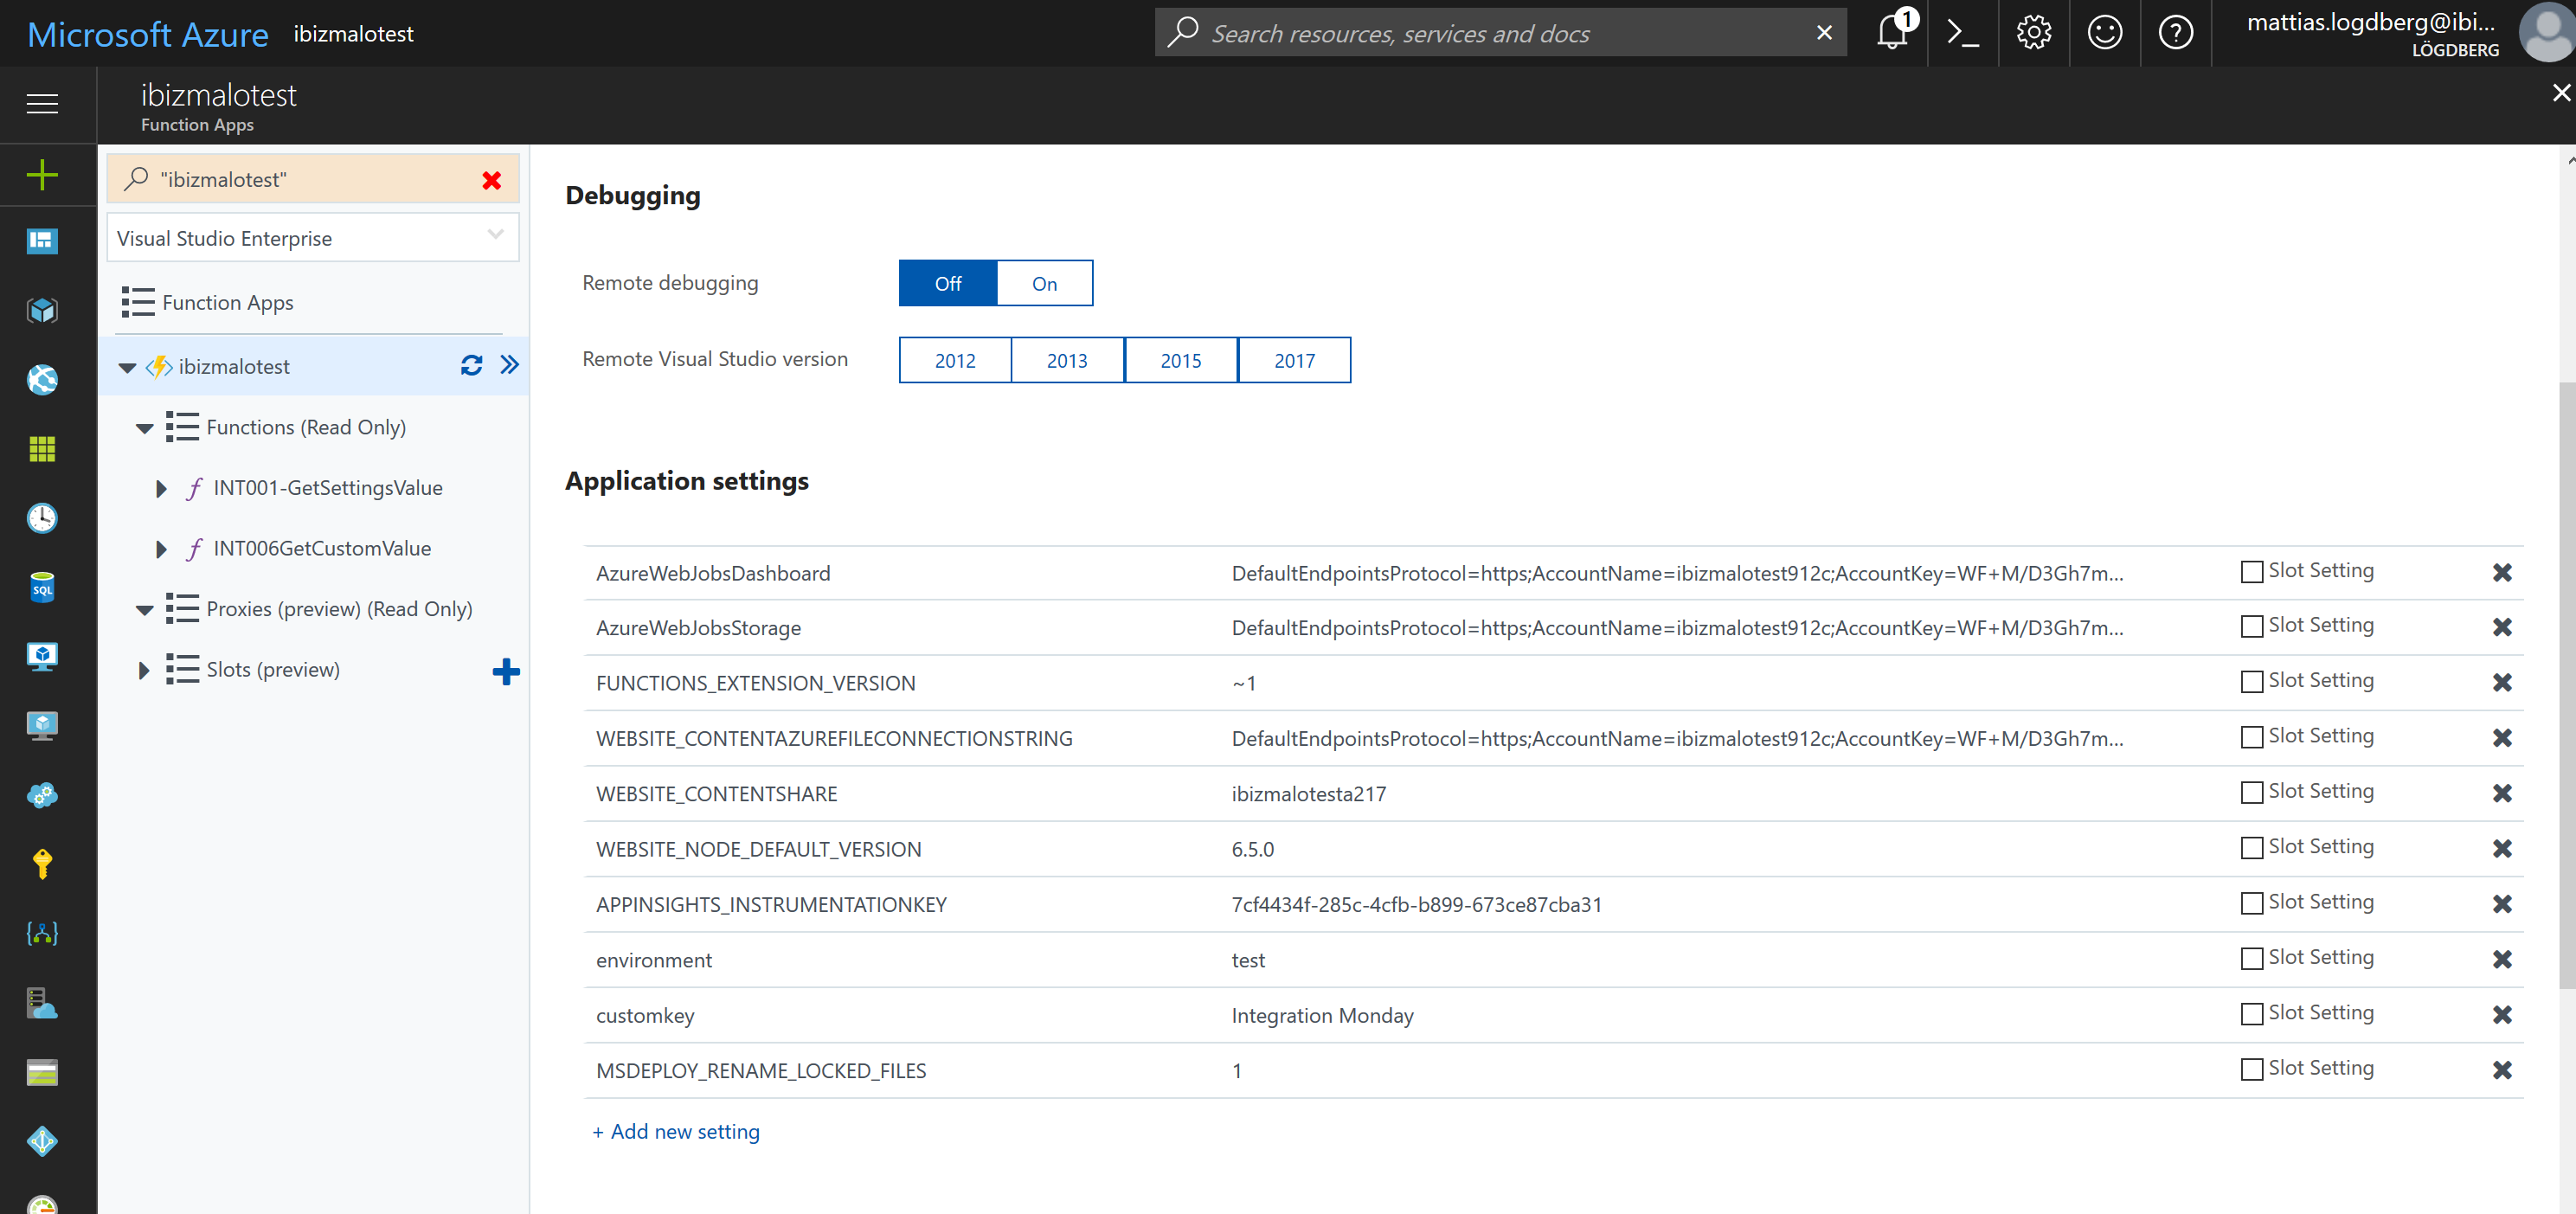 Microsoft Azure ibizmalotest
Search resources, services and docs
1
mattias.logdberg@ibi...
LÖGDBERG
ibizmalotest
Function Apps
"ibizmalotest"
Visual Studio Enterprise
Function Apps
ibizmalotest
Functions (Read Only)
INT001-GetSettingsValue
INT006GetCustomValue
Proxies (preview) (Read Only)
Slots (preview)
SQL
Debugging
Remote debugging Off On
Remote Visual Studio version 2012 2013 2015 2017
Application settings
AzureWebJobsDashboard DefaultEndpointsProtocol=https;AccountName=ibizmalotest912c;AccountKey=WF+M/D3Gh7m... Slot Setting
AzureWebJobsStorage DefaultEndpointsProtocol=https;AccountName=ibizmalotest912c;AccountKey=WF+M/D3Gh7m... Slot Setting
FUNCTIONS_EXTENSION_VERSION ~1 Slot Setting
WEBSITE_CONTENTAZUREFILECONNECTIONSTRING DefaultEndpointsProtocol=https;AccountName=ibizmalotest912c;AccountKey=WF+M/D3Gh7m... Slot Setting
WEBSITE_CONTENTSHARE ibizmalotesta217 Slot Setting
WEBSITE_NODE_DEFAULT_VERSION 6.5.0 Slot Setting
APPINSIGHTS_INSTRUMENTATIONKEY 7cf4434f-285c-4cfb-b899-673ce87cba31 Slot Setting
environment test Slot Setting
customkey Integration Monday Slot Setting
MSDEPLOY_RENAME_LOCKED_FILES 1 Slot Setting
+ Add new setting